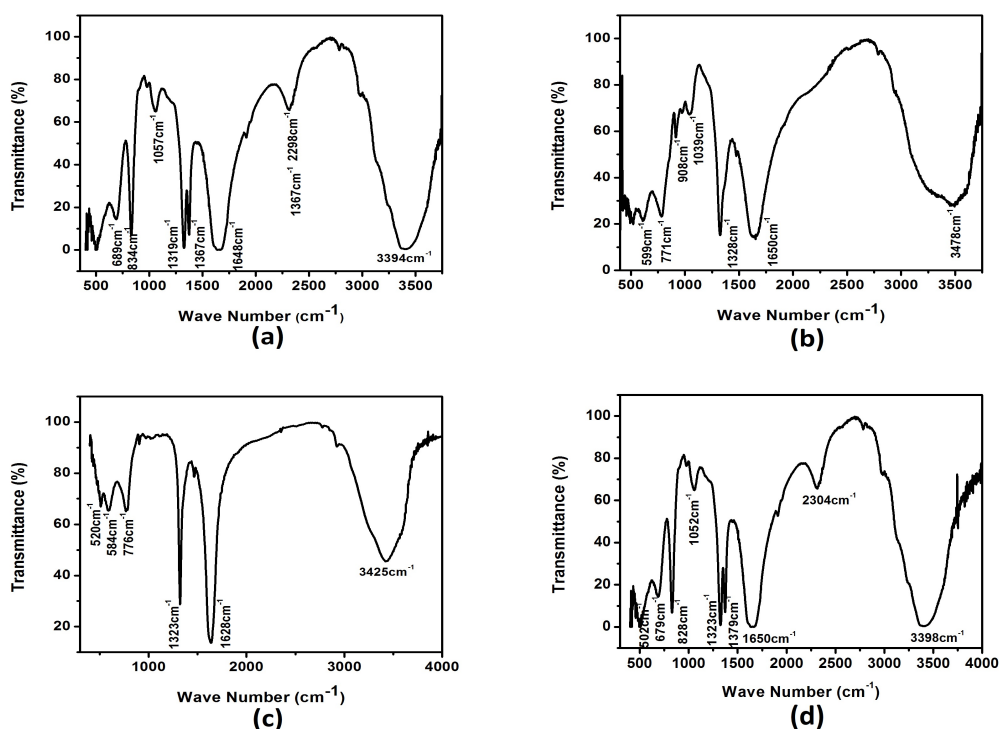 Transmittance (%)
100
80
60
40
20
0
689cm⁻¹
834cm⁻¹
1057cm⁻¹
1319cm⁻¹
1367cm⁻¹
1648cm⁻¹
2298cm⁻¹
1367cm⁻¹
3394cm⁻¹
500 1000 1500 2000 2500 3000 3500
Wave Number (cm⁻¹)
(a)
Transmittance (%)
100
80
60
40
20
0
599cm⁻¹
771cm⁻¹
908cm⁻¹
1039cm⁻¹
1328cm⁻¹
1650cm⁻¹
3478cm⁻¹
500 1000 1500 2000 2500 3000 3500
Wave Number (cm⁻¹)
(b)
Transmittance (%)
100
80
60
40
20
520cm⁻¹
584cm⁻¹
776cm⁻¹
1323cm⁻¹
1628cm⁻¹
3425cm⁻¹
1000 2000 3000 4000
Wave Number (cm⁻¹)
(c)
Transmittance (%)
100
80
60
40
20
0
502cm⁻¹
679cm⁻¹
828cm⁻¹
1052cm⁻¹
1323cm⁻¹
1379cm⁻¹
1650cm⁻¹
2304cm⁻¹
3398cm⁻¹
500 1000 1500 2000 2500 3000 3500 4000
Wave Number (cm⁻¹)
(d)